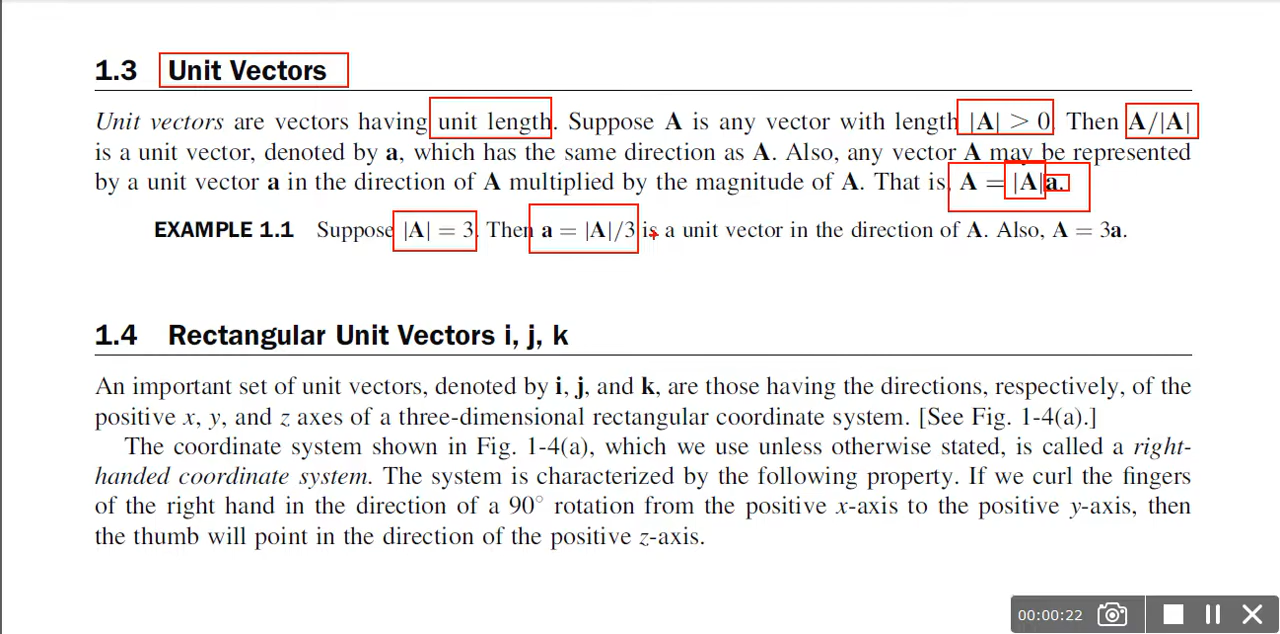 1.3 Unit Vectors
Unit vectors are vectors having unit length. Suppose A is any vector with length |A| > 0. Then A/|A|
is a unit vector, denoted by a, which has the same direction as A. Also, any vector A may be represented
by a unit vector a in the direction of A multiplied by the magnitude of A. That is, A = |A|a.
EXAMPLE 1.1 Suppose |A| = 3. Then a = |A|/3 is a unit vector in the direction of A. Also, A = 3a.
1.4 Rectangular Unit Vectors i, j, k
An important set of unit vectors, denoted by i, j, and k, are those having the directions, respectively, of the
positive x, y, and z axes of a three-dimensional rectangular coordinate system. [See Fig. 1-4(a).]
The coordinate system shown in Fig. 1-4(a), which we use unless otherwise stated, is called a right-
handed coordinate system. The system is characterized by the following property. If we curl the fingers
of the right hand in the direction of a 90° rotation from the positive x-axis to the positive y-axis, then
the thumb will point in the direction of the positive z-axis.
00:00:22